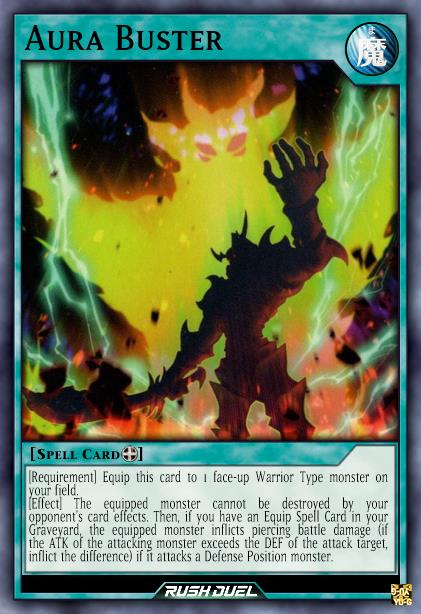 Aura Buster
ま
魔
[Spell Card]
[Requirement] Equip this card to 1 face-up Warrior Type monster on
your field.
[Effect] The equipped monster cannot be destroyed by your
opponent's card effects. Then, if you have an Equip Spell Card in your
Graveyard, the equipped monster inflicts piercing battle damage (if
the ATK of the attacking monster exceeds the DEF of the attack target,
inflict the difference) if it attacks a Defense Position monster.
RUSH DUEL